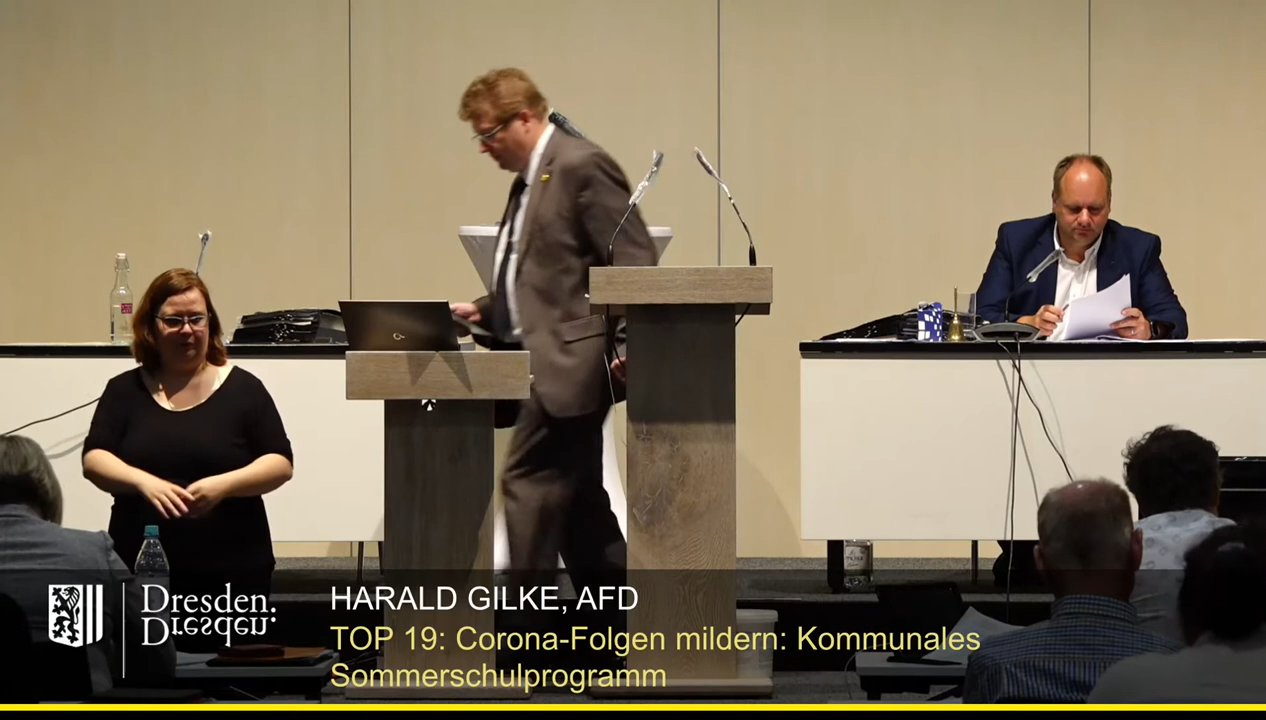 Dresden.
Dresden.
HARALD GILKE, AFD
TOP 19: Corona-Folgen mildern: Kommunales
Sommerschulprogramm